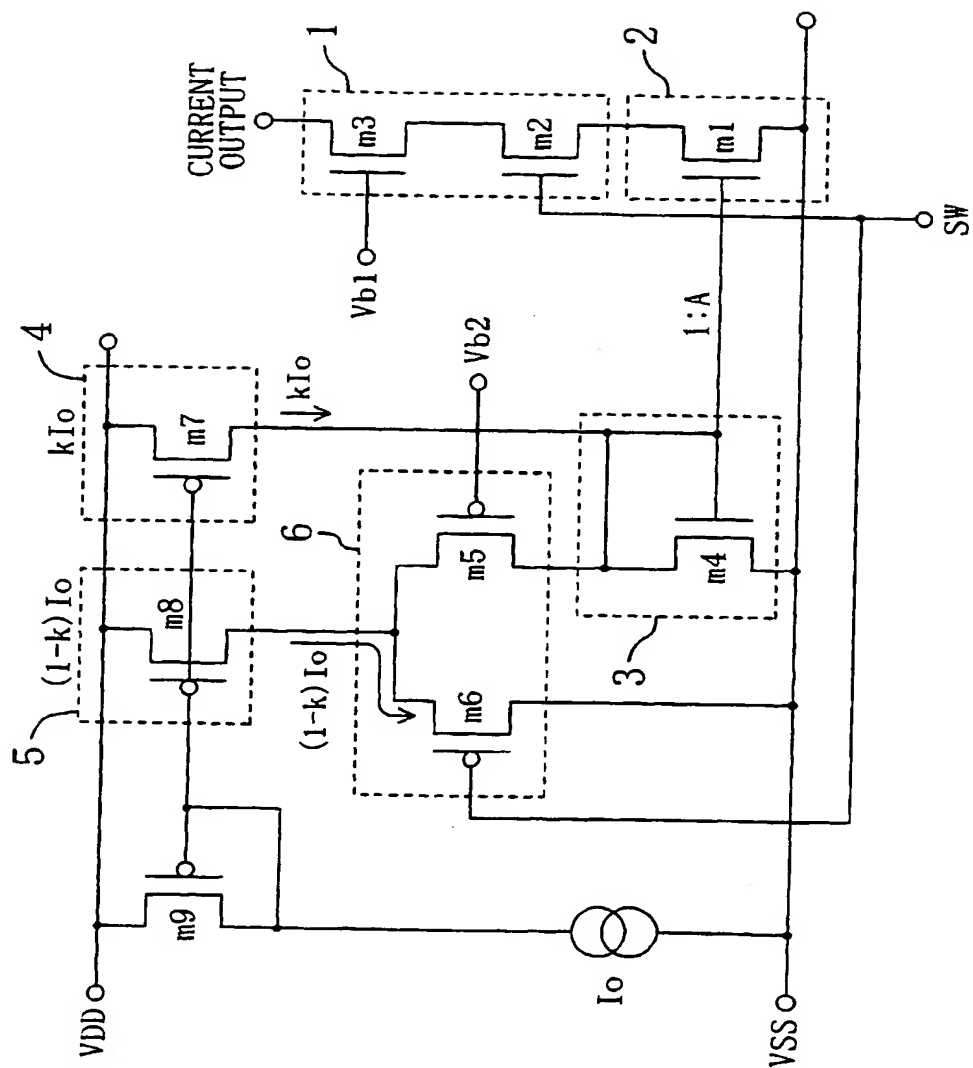 CURRENT
OUTPUT
1
m3
m2
2
m1
Vb1
SW
1:A
4
kIo
m7
kIo
Vb2
6
m5
m4
3
5
(1-k)Io
m8
(1-k)Io
m6
m9
Io
VDD
VSS